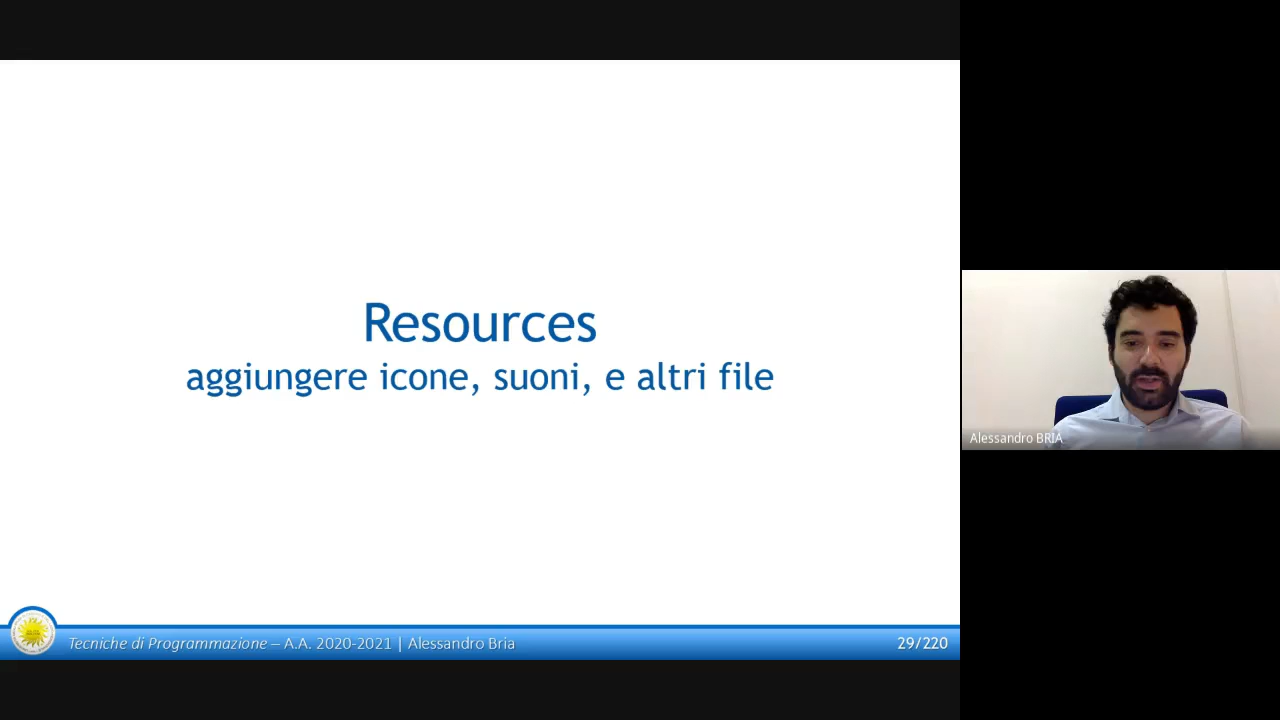 Resources
aggiungere icone, suoni, e altri file
Alessandro BRIA
Tecniche di Programmazione – A.A. 2020-2021 | Alessandro Bria
29/220